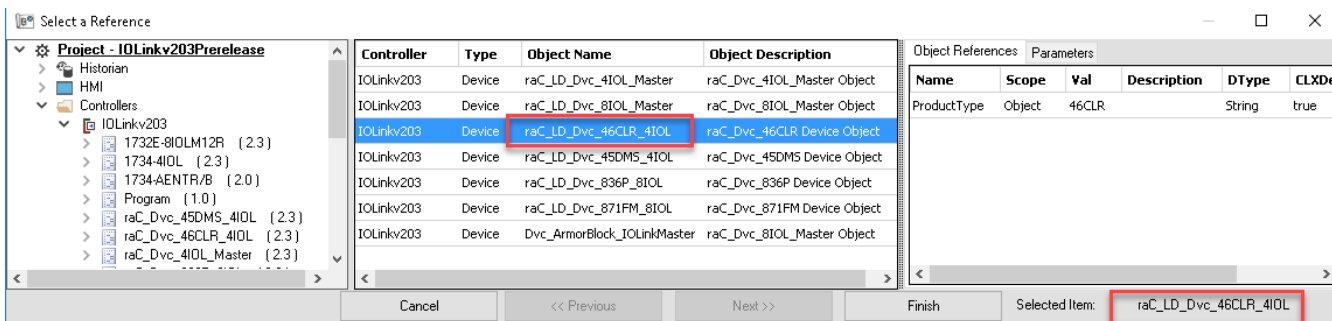 Select a Reference
Project - IOLinkv203Prerelease
Historian
HMI
Controllers
IOLinkv203
1732E-8IOLM12R (2.3)
1734-4IOL (2.3)
1734-AENTR/B (2.0)
Program (1.0)
raC_Dvc_45DMS_4IOL (2.3)
raC_Dvc_46CLR_4IOL (2.3)
raC_Dvc_4IOL_Master (2.3)
Controller Type Object Name Object Description
IOLinkv203 Device raC_LD_Dvc_4IOL_Master raC_Dvc_4IOL_Master Object
IOLinkv203 Device raC_LD_Dvc_8IOL_Master raC_Dvc_8IOL_Master Object
IOLinkv203 Device raC_LD_Dvc_46CLR_4IOL raC_Dvc_46CLR Device Object
IOLinkv203 Device raC_LD_Dvc_45DMS_4IOL raC_Dvc_45DMS Device Object
IOLinkv203 Device raC_LD_Dvc_836P_8IOL raC_Dvc_836P Device Object
IOLinkv203 Device raC_LD_Dvc_871FM_8IOL raC_Dvc_871FM Device Object
IOLinkv203 Device Dvc_ArmorBlock_IOLinkMaster raC_Dvc_8IOL_Master Object
Object References Parameters
Name Scope Val Description DType CLXDe
ProductType Object 46CLR String true
Cancel << Previous Next >> Finish Selected Item: raC_LD_Dvc_46CLR_4IOL